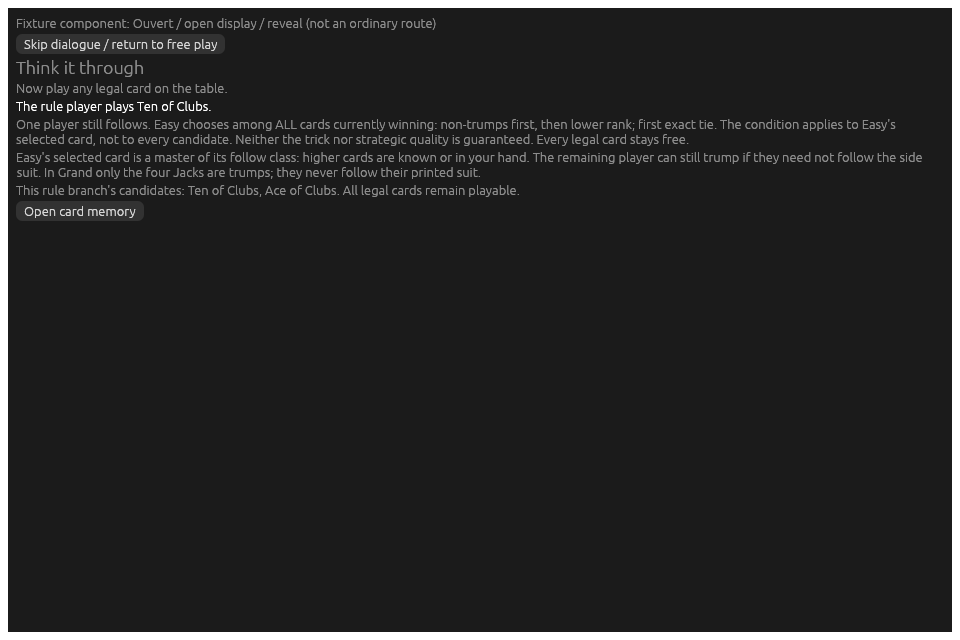 Fixture component: Ouvert / open display / reveal (not an ordinary route)
Skip dialogue / return to free play
Think it through
Now play any legal card on the table.
The rule player plays Ten of Clubs.
One player still follows. Easy chooses among ALL cards currently winning: non-trumps first, then lower rank; first exact tie. The condition applies to Easy's
selected card, not to every candidate. Neither the trick nor strategic quality is guaranteed. Every legal card stays free.
Easy's selected card is a master of its follow class: higher cards are known or in your hand. The remaining player can still trump if they need not follow the side
suit. In Grand only the four Jacks are trumps; they never follow their printed suit.
This rule branch's candidates: Ten of Clubs, Ace of Clubs. All legal cards remain playable.
Open card memory